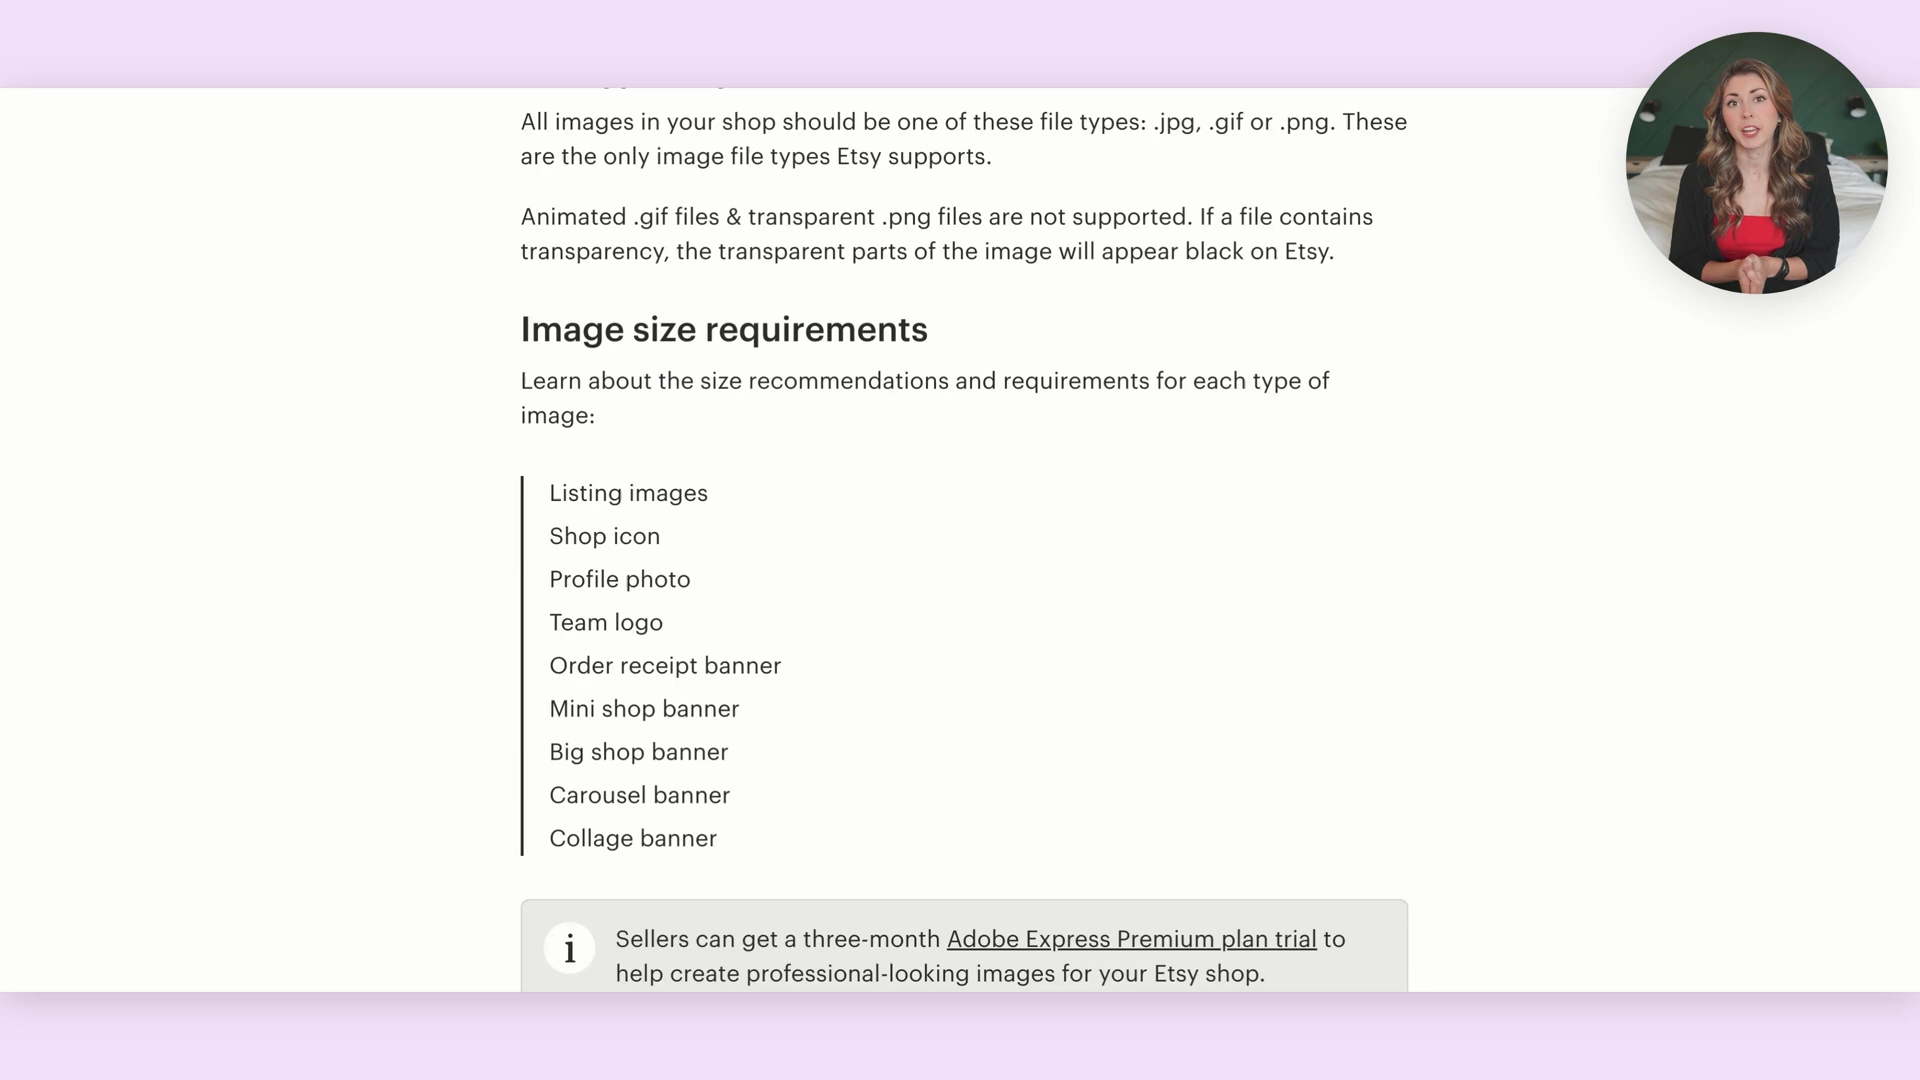 All images in your shop should be one of these file types: .jpg, .gif or .png. These
are the only image file types Etsy supports.
Animated .gif files & transparent .png files are not supported. If a file contains
transparency, the transparent parts of the image will appear black on Etsy.
Image size requirements
Learn about the size recommendations and requirements for each type of
image:
Listing images
Shop icon
Profile photo
Team logo
Order receipt banner
Mini shop banner
Big shop banner
Carousel banner
Collage banner
i
Sellers can get a three-month Adobe Express Premium plan trial to
help create professional-looking images for your Etsy shop.